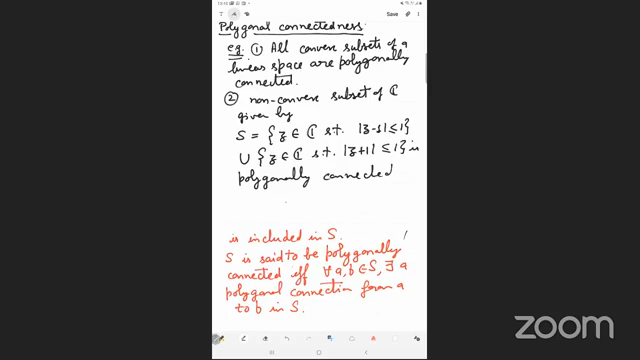 Polygonal connectedness:
eg: ① All convex subsets of a
linear space are polygonally
connected.
② non-convex subset of ℂ
given by
S = {z ∈ ℂ s.t. |z-1| ≤ 1}
∪ {z ∈ ℂ s.t. |z+1| ≤ 1} is
polygonally connected
is included in S.
S is said to be polygonally
connected iff ∀ a, b ∈ S, ∃ a
polygonal connection from a
to b in S.
Save
zoom